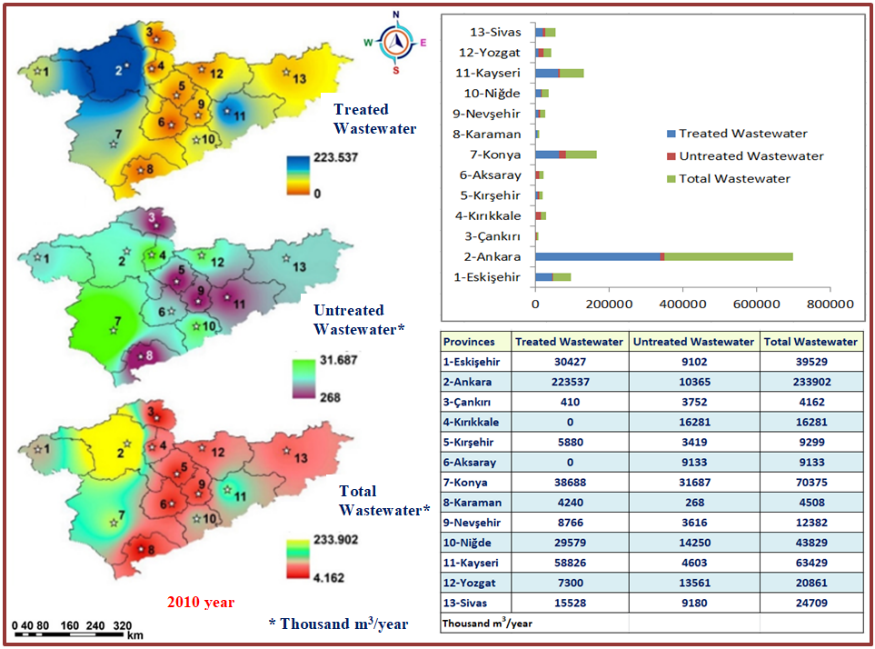 N
W E
S
1
2
3
4
5
6
7
8
9
10
11
12
13
Treated
Wastewater
223.537
0
1
2
3
4
5
6
7
8
9
10
11
12
13
Untreated
Wastewater*
31.687
268
1
2
3
4
5
6
7
8
9
10
11
12
13
Total
Wastewater*
233.902
4.162
2010 year
* Thousand m³/year
0 40 80 160 240 320
km
13-Sivas
12-Yozgat
11-Kayseri
10-Niğde
9-Nevşehir
8-Karaman
7-Konya
6-Aksaray
5-Kırşehir
4-Kırıkkale
3-Çankırı
2-Ankara
1-Eskişehir
0 200000 400000 600000 800000
Treated Wastewater
Untreated Wastewater
Total Wastewater
Provinces Treated Wastewater Untreated Wastewater Total Wastewater
1-Eskişehir 30427 9102 39529
2-Ankara 223537 10365 233902
3-Çankırı 410 3752 4162
4-Kırıkkale 0 16281 16281
5-Kırşehir 5880 3419 9299
6-Aksaray 0 9133 9133
7-Konya 38688 31687 70375
8-Karaman 4240 268 4508
9-Nevşehir 8766 3616 12382
10-Niğde 29579 14250 43829
11-Kayseri 58826 4603 63429
12-Yozgat 7300 13561 20861
13-Sivas 15528 9180 24709
Thousand m³/year